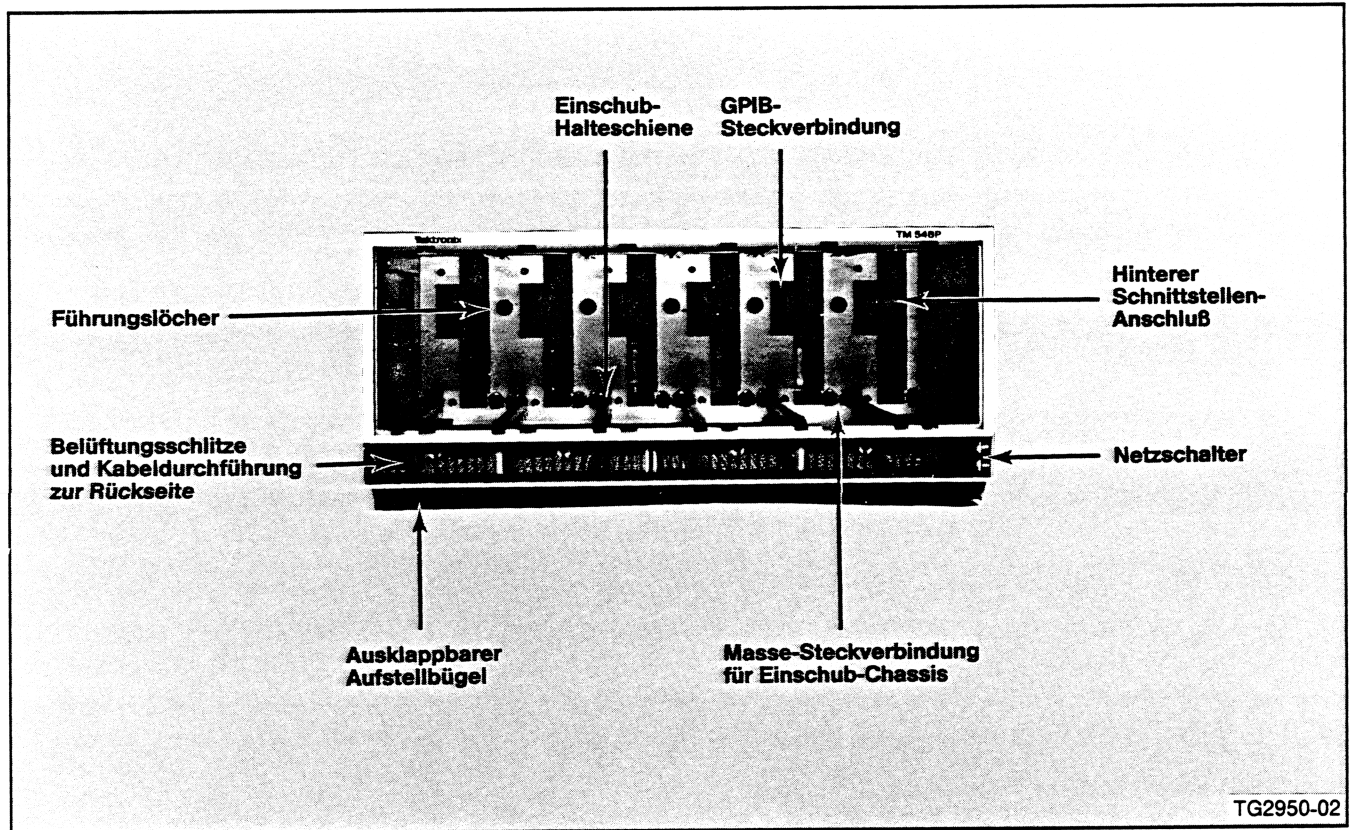 Einschub-
Halteschiene
GPIB-
Steckverbindung
Tektronix
TM 546P
Führungslöcher
Hinterer
Schnittstellen-
Anschluß
Belüftungsschlitze
und Kabeldurchführung
zur Rückseite
Netzschalter
Ausklappbarer
Aufstellbügel
Masse-Steckverbindung
für Einschub-Chassis
TG2950-02